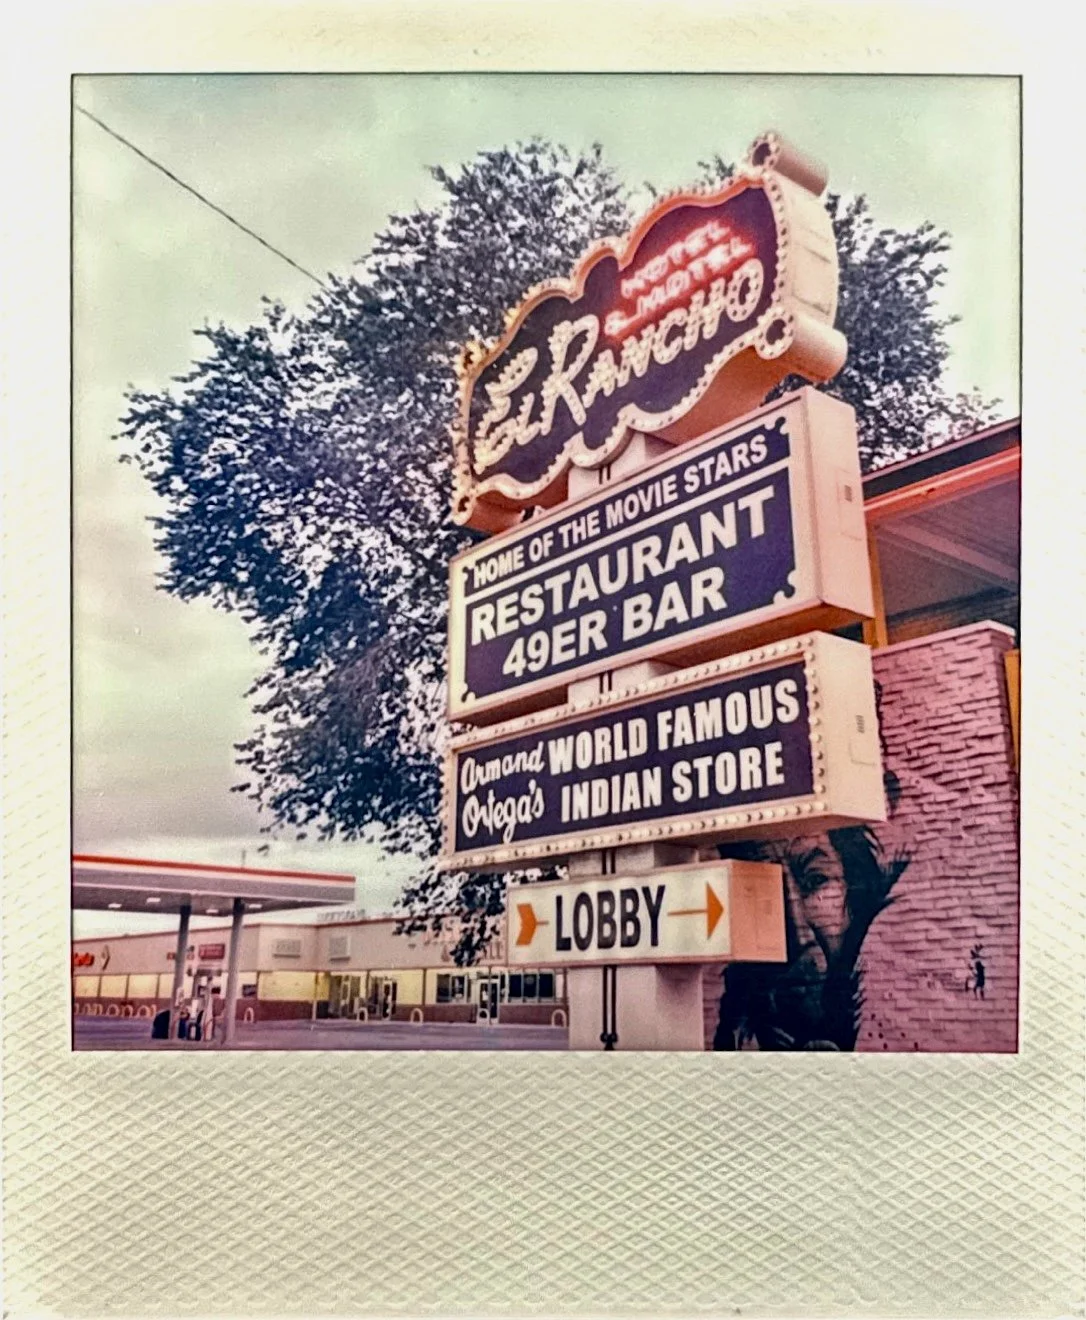 HOTEL
MOTEL
EL RANCHO
HOME OF THE MOVIE STARS
RESTAURANT
49ER BAR
Armand Ortega's
WORLD FAMOUS
INDIAN STORE
LOBBY